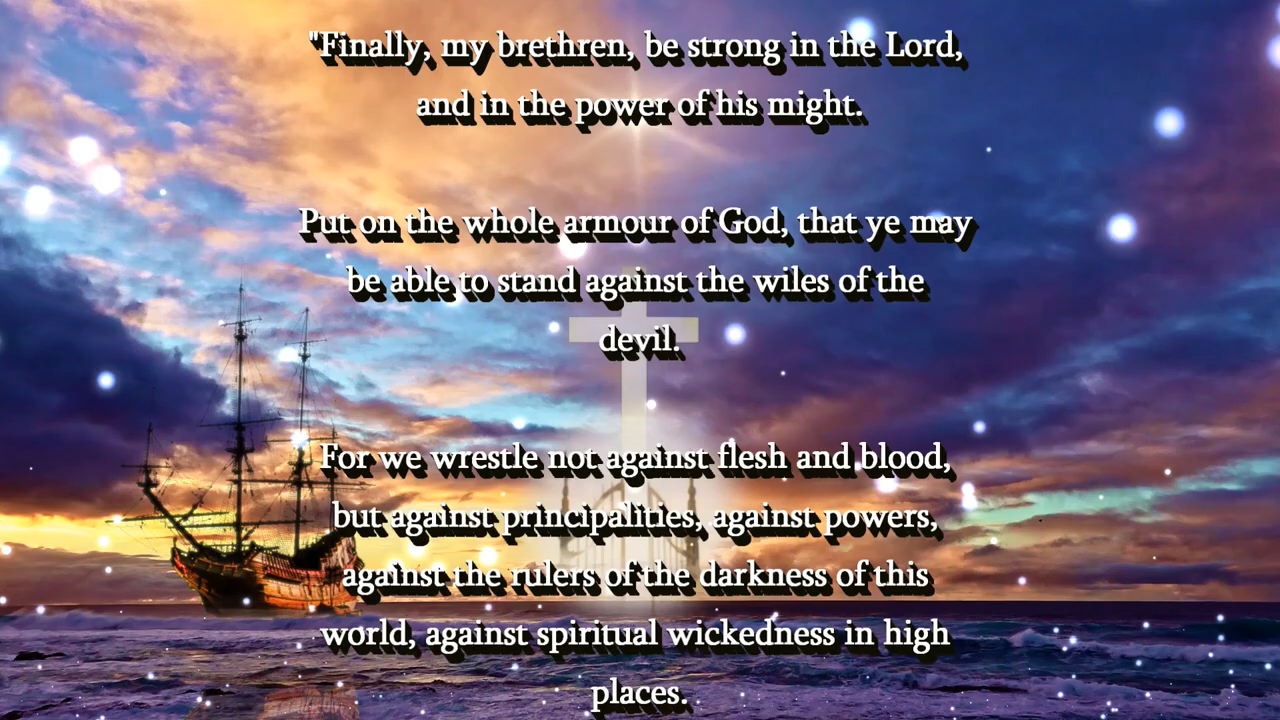 "Finally, my brethren, be strong in the Lord,
and in the power of his might.
Put on the whole armour of God, that ye may
be able to stand against the wiles of the
devil.
For we wrestle not against flesh and blood,
but against principalities, against powers,
against the rulers of the darkness of this
world, against spiritual wickedness in high
places.